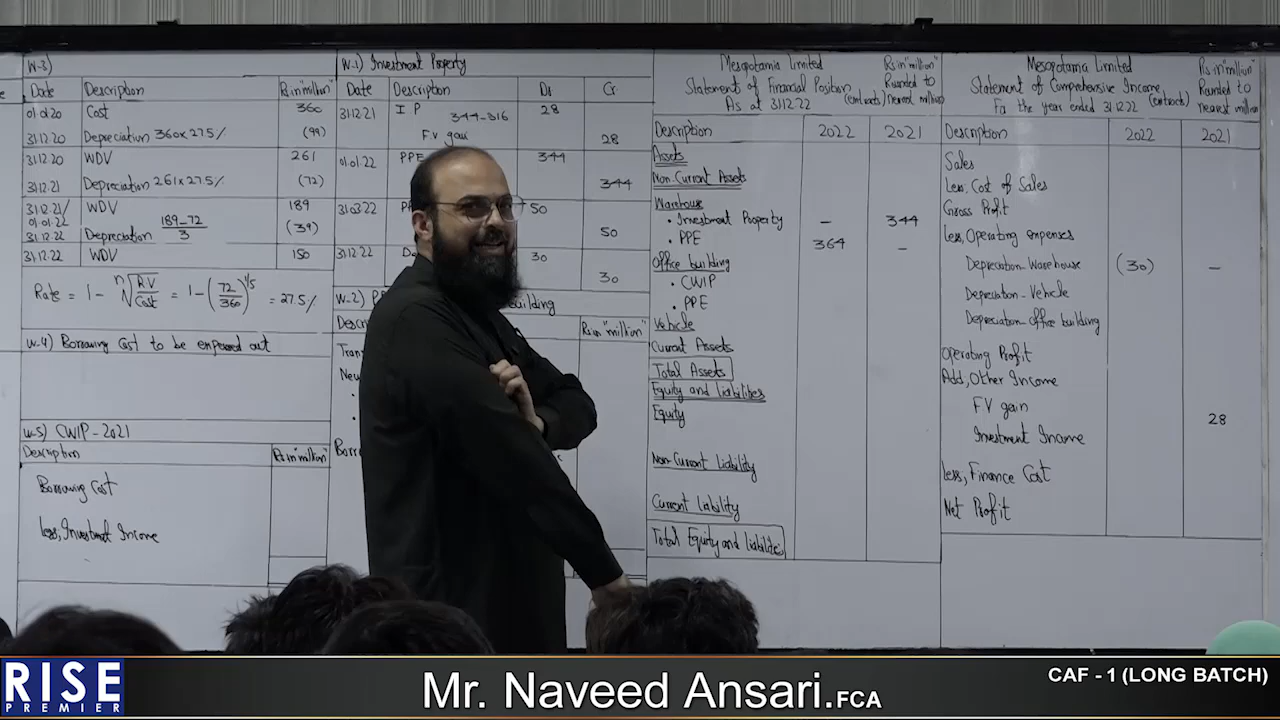 W-3)
Date Description Rs.in"million"
01.01.20 Cost 360
31.12.20 Depreciation 360x27.5% (99)
31.12.20 WDV 261
31.12.21 Depreciation 261x27.5% (72)
31.12.21/ WDV 189
01.01.22 189-72
31.12.22 Depreciation 3 (39)
31.12.22 WDV 150
Rate = 1 - n√RV/Cost = 1-(72/360)^1/5 = 27.5%
W-4) Borrowing Cost to be expensed out
W-5) CWIP-2021
Description Rs.in"million"
Borrowing Cost
Less, Investment Income
W-1) Investment Property
Date Description Dr Cr
31.12.21 I P 344-316 28
F.V gain 28
01.01.22 PPE 344
344
31.03.22 50
50
31.12.22 30
30
W-2) building
Rs.in"million"
Mesopotamia Limited
Statement of Financial Position
As at 31.12.22 (extracts)
Rs.in"million"
Rounded to
nearest million
Description 2022 2021
Assets
Non-Current Assets
Warehouse
• Investment Property - 344
• PPE 364 -
Office building
• CWIP
• PPE
Vehicle
Current Assets
Total Assets
Equity and liabilities
Equity
Non-Current Liability
Current Liability
Total Equity and liabilities
Mesopotamia Limited
Statement of Comprehensive Income
For the year ended 31.12.22 (extracts)
Rs.in"million"
Rounded to
nearest million
Description 2022 2021
Sales
Less, Cost of Sales
Gross Profit
Less, Operating expenses
Depreciation-Warehouse (30) -
Depreciation-Vehicle
Depreciation-Office building
Operating Profit
Add, Other Income
F.V gain 28
Investment Income
Less, Finance Cost
Net Profit
RISE
PREMIER
Mr. Naveed Ansari.FCA
CAF - 1 (LONG BATCH)